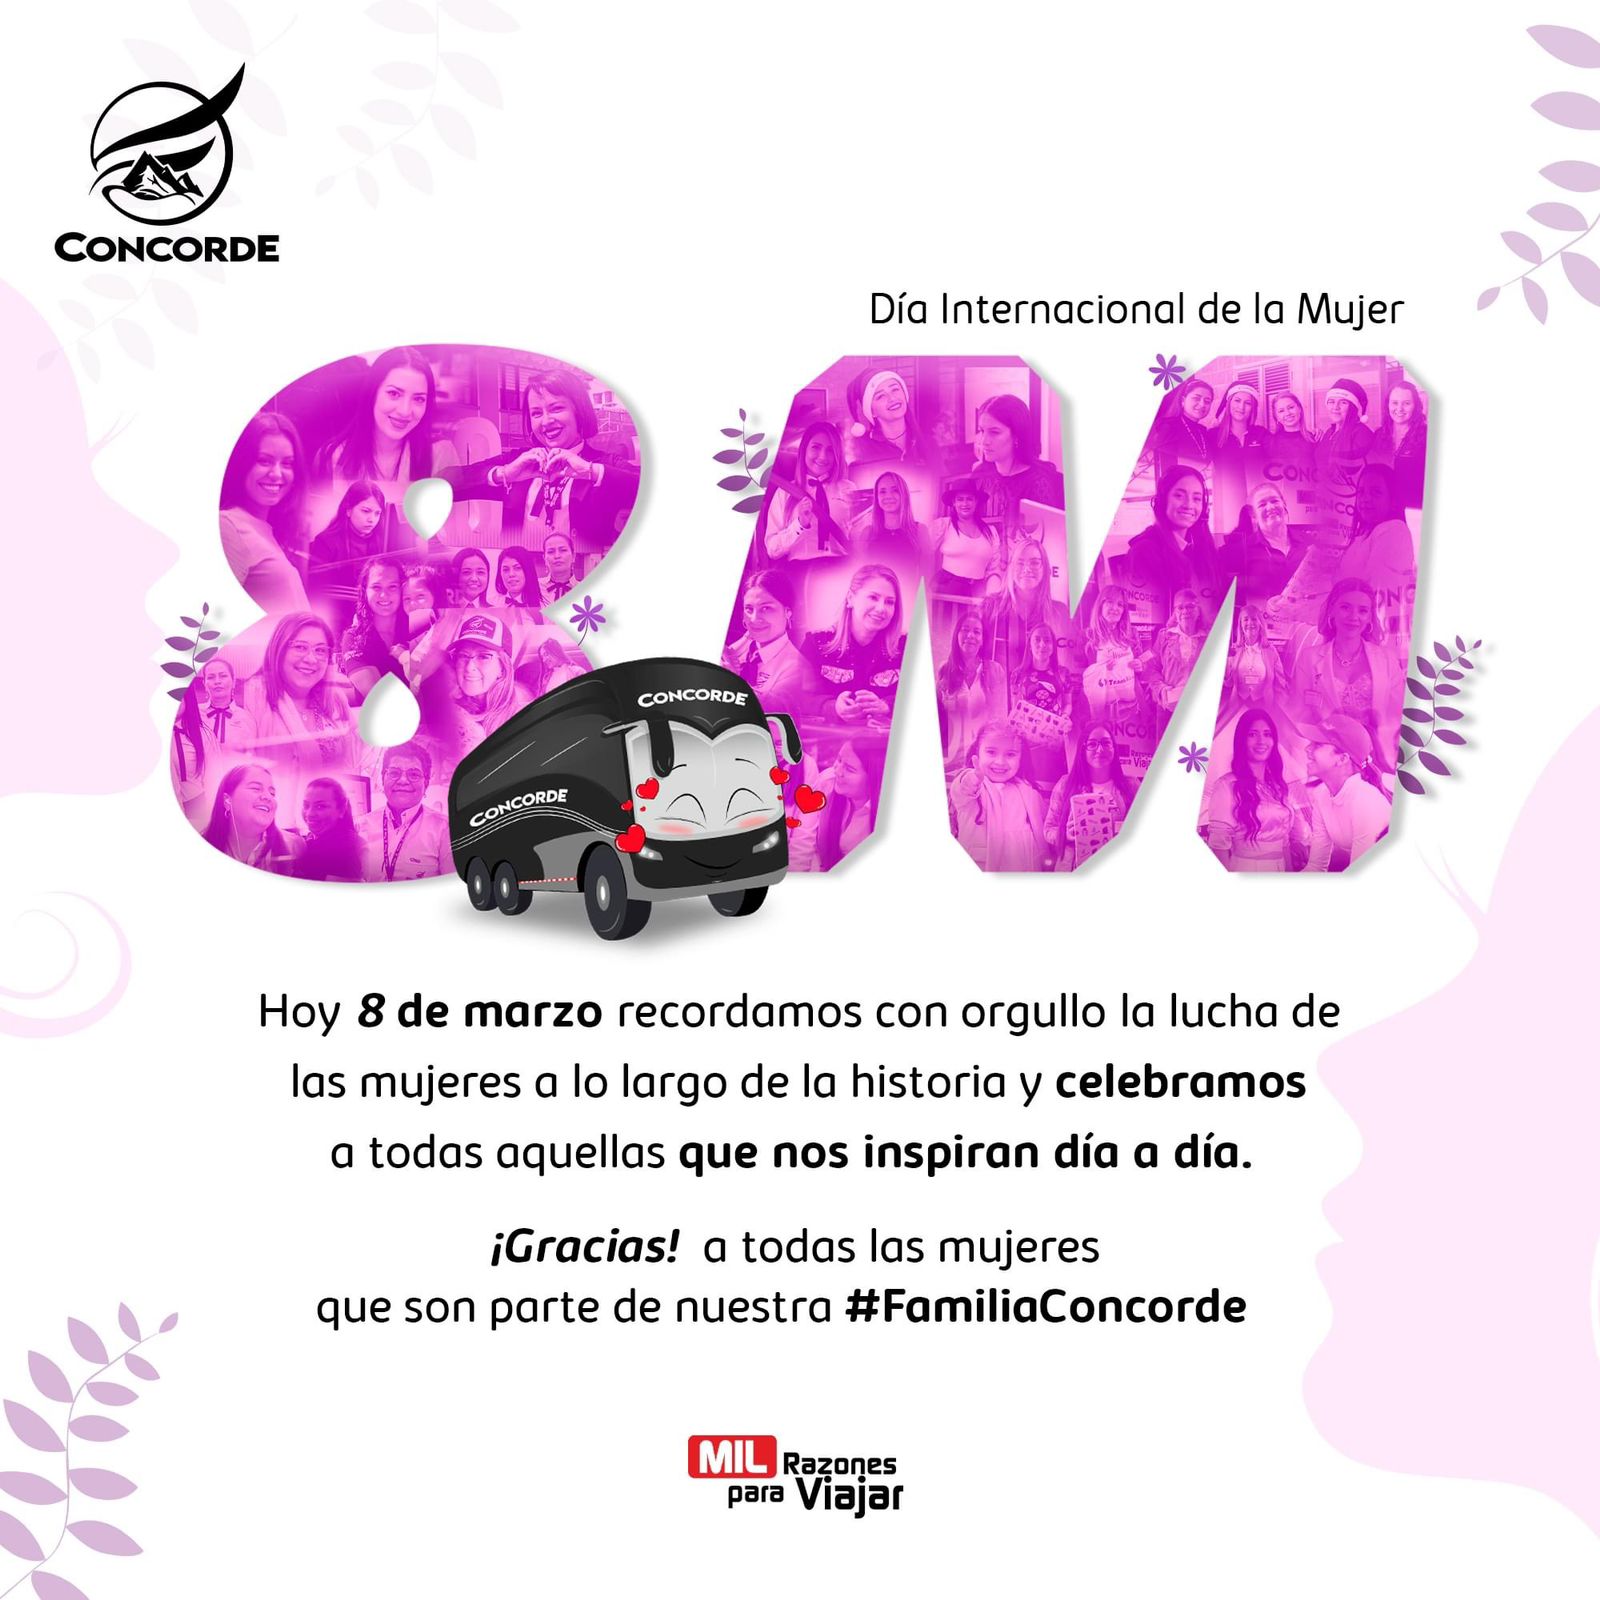 CONCORDE
Día Internacional de la Mujer
8M
CONCORDE
CONCORDE
Hoy 8 de marzo recordamos con orgullo la lucha de
las mujeres a lo largo de la historia y celebramos
a todas aquellas que nos inspiran día a día.
¡Gracias! a todas las mujeres
que son parte de nuestra #FamiliaConcorde
MIL Razones
para Viajar